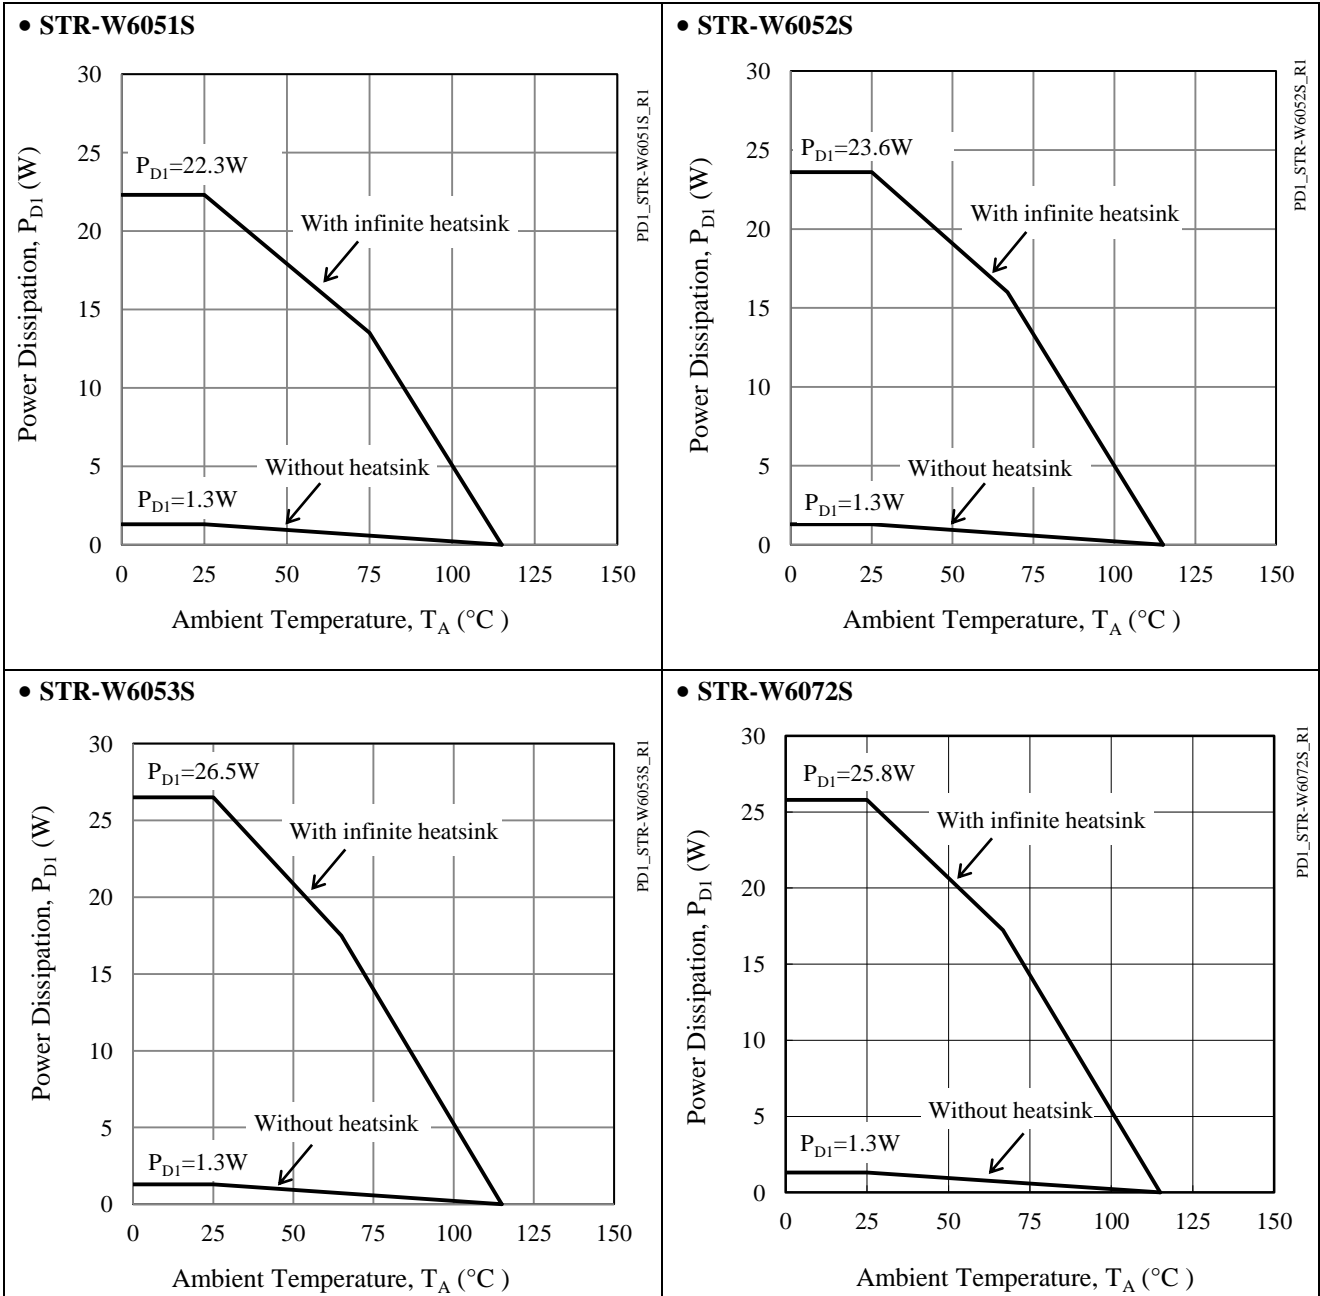 • STR-W6051S
30
25
20
15
10
5
0
0 25 50 75 100 125 150
Power Dissipation, PD1 (W)
Ambient Temperature, TA (°C )
PD1=22.3W
With infinite heatsink
Without heatsink
PD1=1.3W
PD1_STR-W6051S_R1
• STR-W6052S
30
25
20
15
10
5
0
0 25 50 75 100 125 150
Power Dissipation, PD1 (W)
Ambient Temperature, TA (°C )
PD1=23.6W
With infinite heatsink
Without heatsink
PD1=1.3W
PD1_STR-W6052S_R1
• STR-W6053S
30
25
20
15
10
5
0
0 25 50 75 100 125 150
Power Dissipation, PD1 (W)
Ambient Temperature, TA (°C )
PD1=26.5W
With infinite heatsink
Without heatsink
PD1=1.3W
PD1_STR-W6053S_R1
• STR-W6072S
30
25
20
15
10
5
0
0 25 50 75 100 125 150
Power Dissipation, PD1 (W)
Ambient Temperature, TA (°C )
PD1=25.8W
With infinite heatsink
Without heatsink
PD1=1.3W
PD1_STR-W6072S_R1